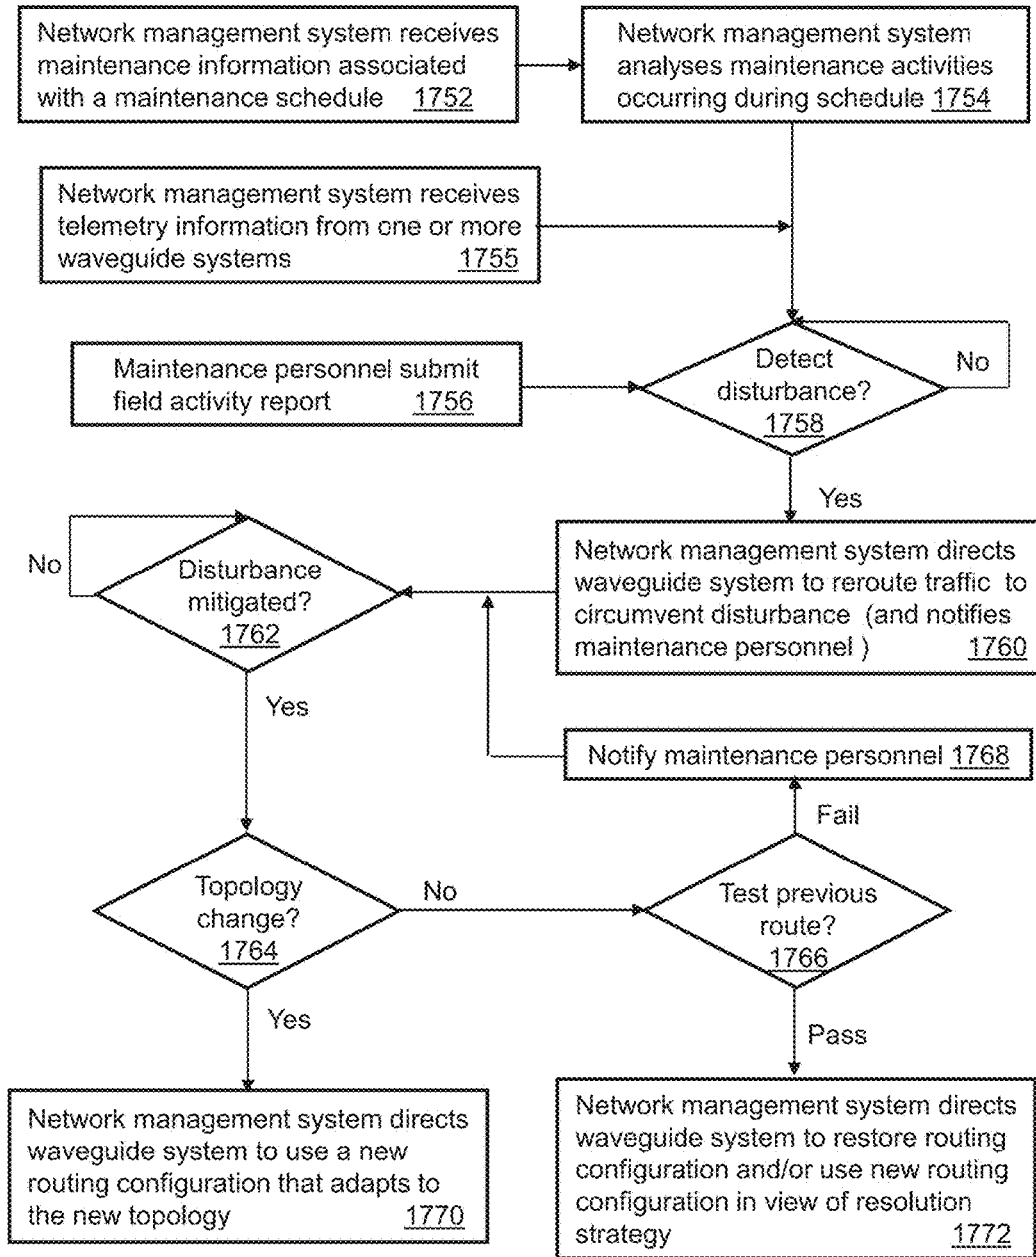 Network management system receives
maintenance information associated
with a maintenance schedule 1752
Network management system
analyses maintenance activities
occurring during schedule 1754
Network management system receives
telemetry information from one or more
waveguide systems 1755
Maintenance personnel submit
field activity report 1756
Detect
disturbance?
1758
No
Yes
Network management system directs
waveguide system to reroute traffic to
circumvent disturbance (and notifies
maintenance personnel ) 1760
No
Disturbance
mitigated?
1762
Yes
Notify maintenance personnel 1768
Fail
Topology
change?
1764
No
Test previous
route?
1766
Yes
Pass
Network management system directs
waveguide system to use a new
routing configuration that adapts to
the new topology 1770
Network management system directs
waveguide system to restore routing
configuration and/or use new routing
configuration in view of resolution
strategy 1772